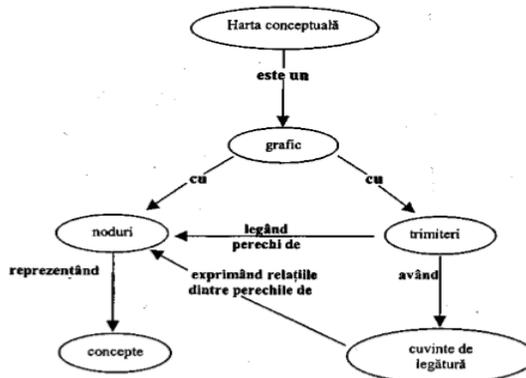 Harta conceptuală
este un
grafic
cu
cu
noduri
legând
perechi de
trimiteri
reprezentând
exprimând relațiile
dintre perechile de
având
concepte
cuvinte de
legătură